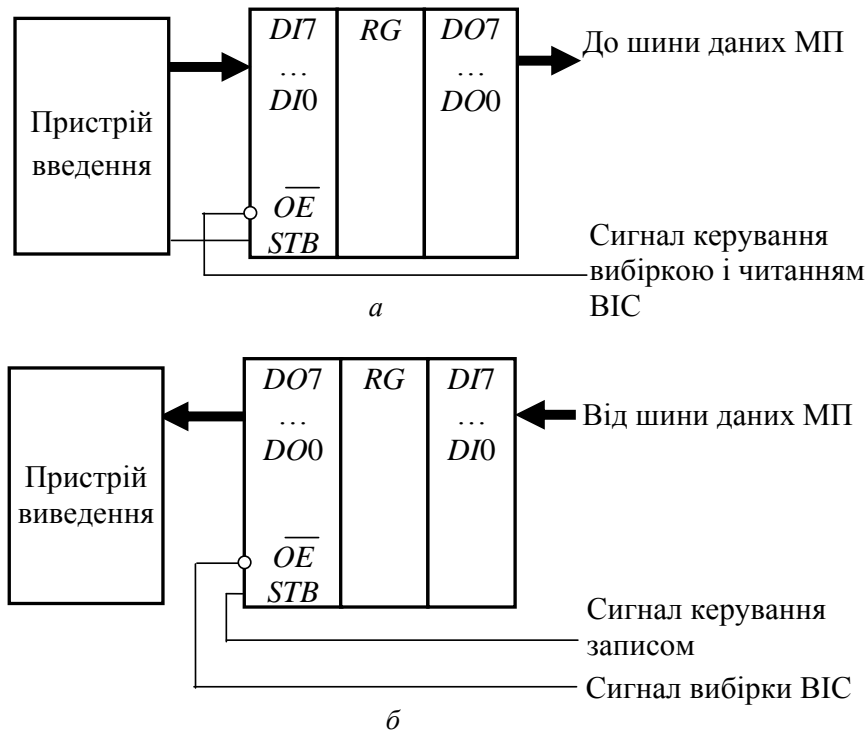 DI7 RG DO7
… …
DI0 DO0
До шини даних МП
Пристрій
введення
OE
STB
Сигнал керування
вибіркою і читанням
ВІС
а
DO7 RG DI7
… …
DO0 DI0
Від шини даних МП
Пристрій
виведення
OE
STB
Сигнал керування
записом
Сигнал вибірки ВІС
б